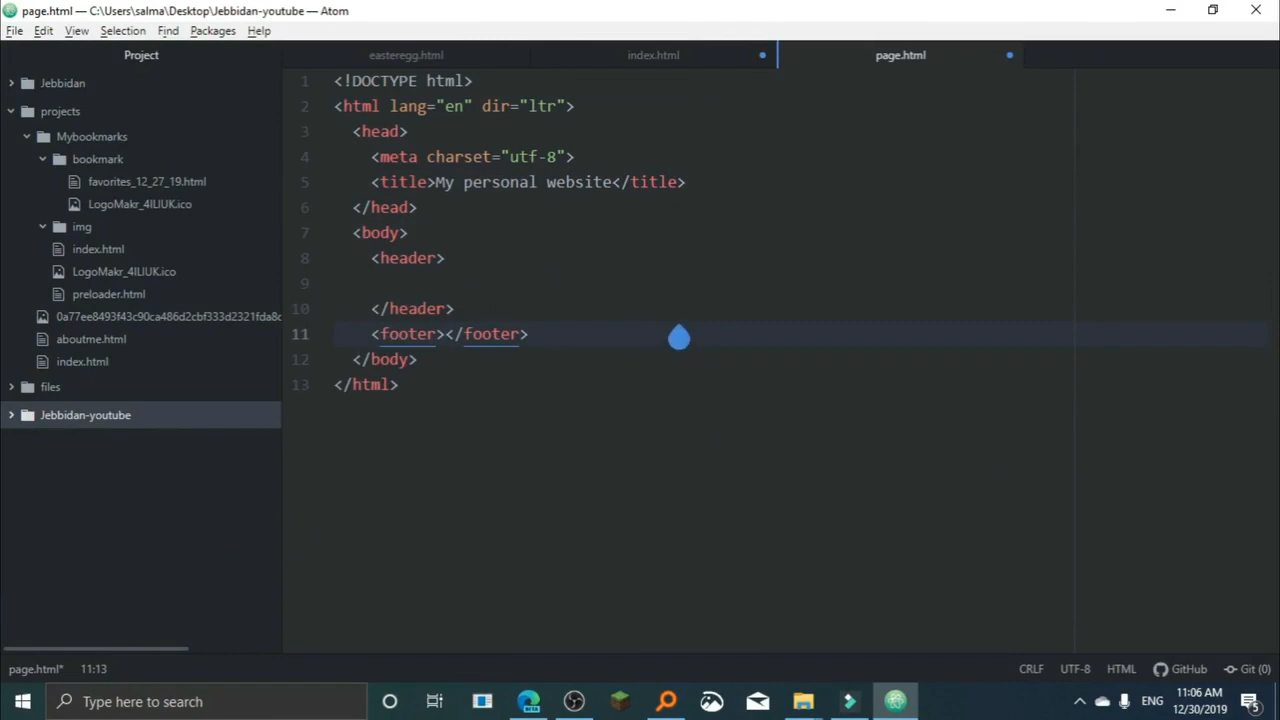 page.html — C:\Users\salma\Desktop\Jebbidan-youtube — Atom
File Edit View Selection Find Packages Help
Project
easteregg.html
index.html
page.html
Jebbidan
projects
Mybookmarks
bookmark
favorites_12_27_19.html
LogoMakr_4ILIUK.ico
img
index.html
LogoMakr_4ILIUK.ico
preloader.html
0a77ee8493f43c90ca486d2cbf333d2321fda8c
aboutme.html
index.html
files
Jebbidan-youtube
1 <!DOCTYPE html>
2 <html lang="en" dir="ltr">
3 <head>
4 <meta charset="utf-8">
5 <title>My personal website</title>
6 </head>
7 <body>
8 <header>
9
10 </header>
11 <footer></footer>
12 </body>
13 </html>
page.html* 11:13
CRLF UTF-8 HTML GitHub Git (0)
Type here to search
BETA
ENG
11:06 AM
12/30/2019
5